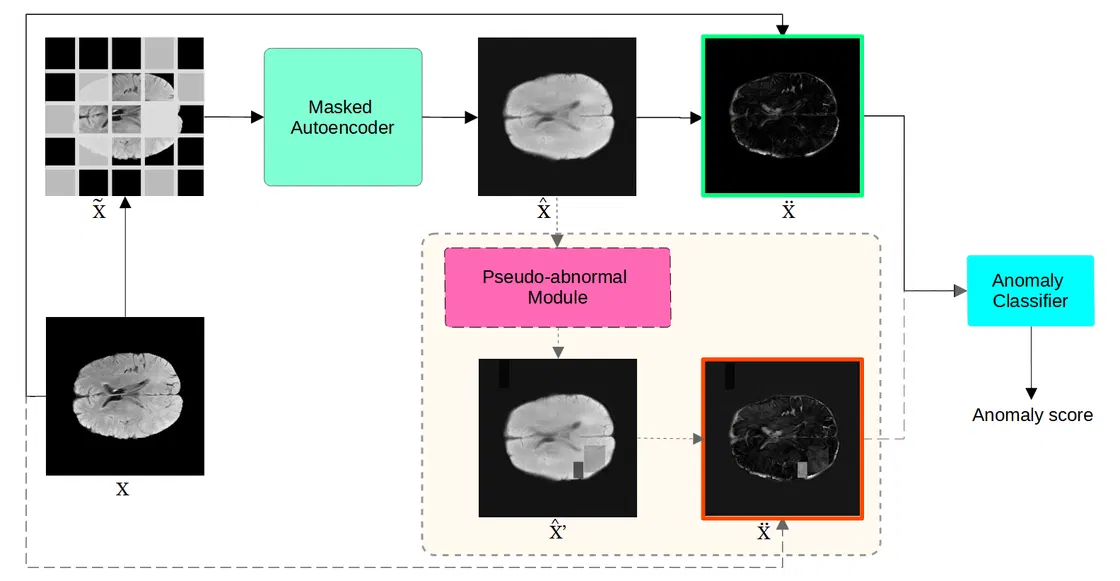 Masked
Autoencoder
x̃
x̂
ẍ
Pseudo-abnormal
Module
Anomaly
Classifier
Anomaly score
x
x̂’
ẍ